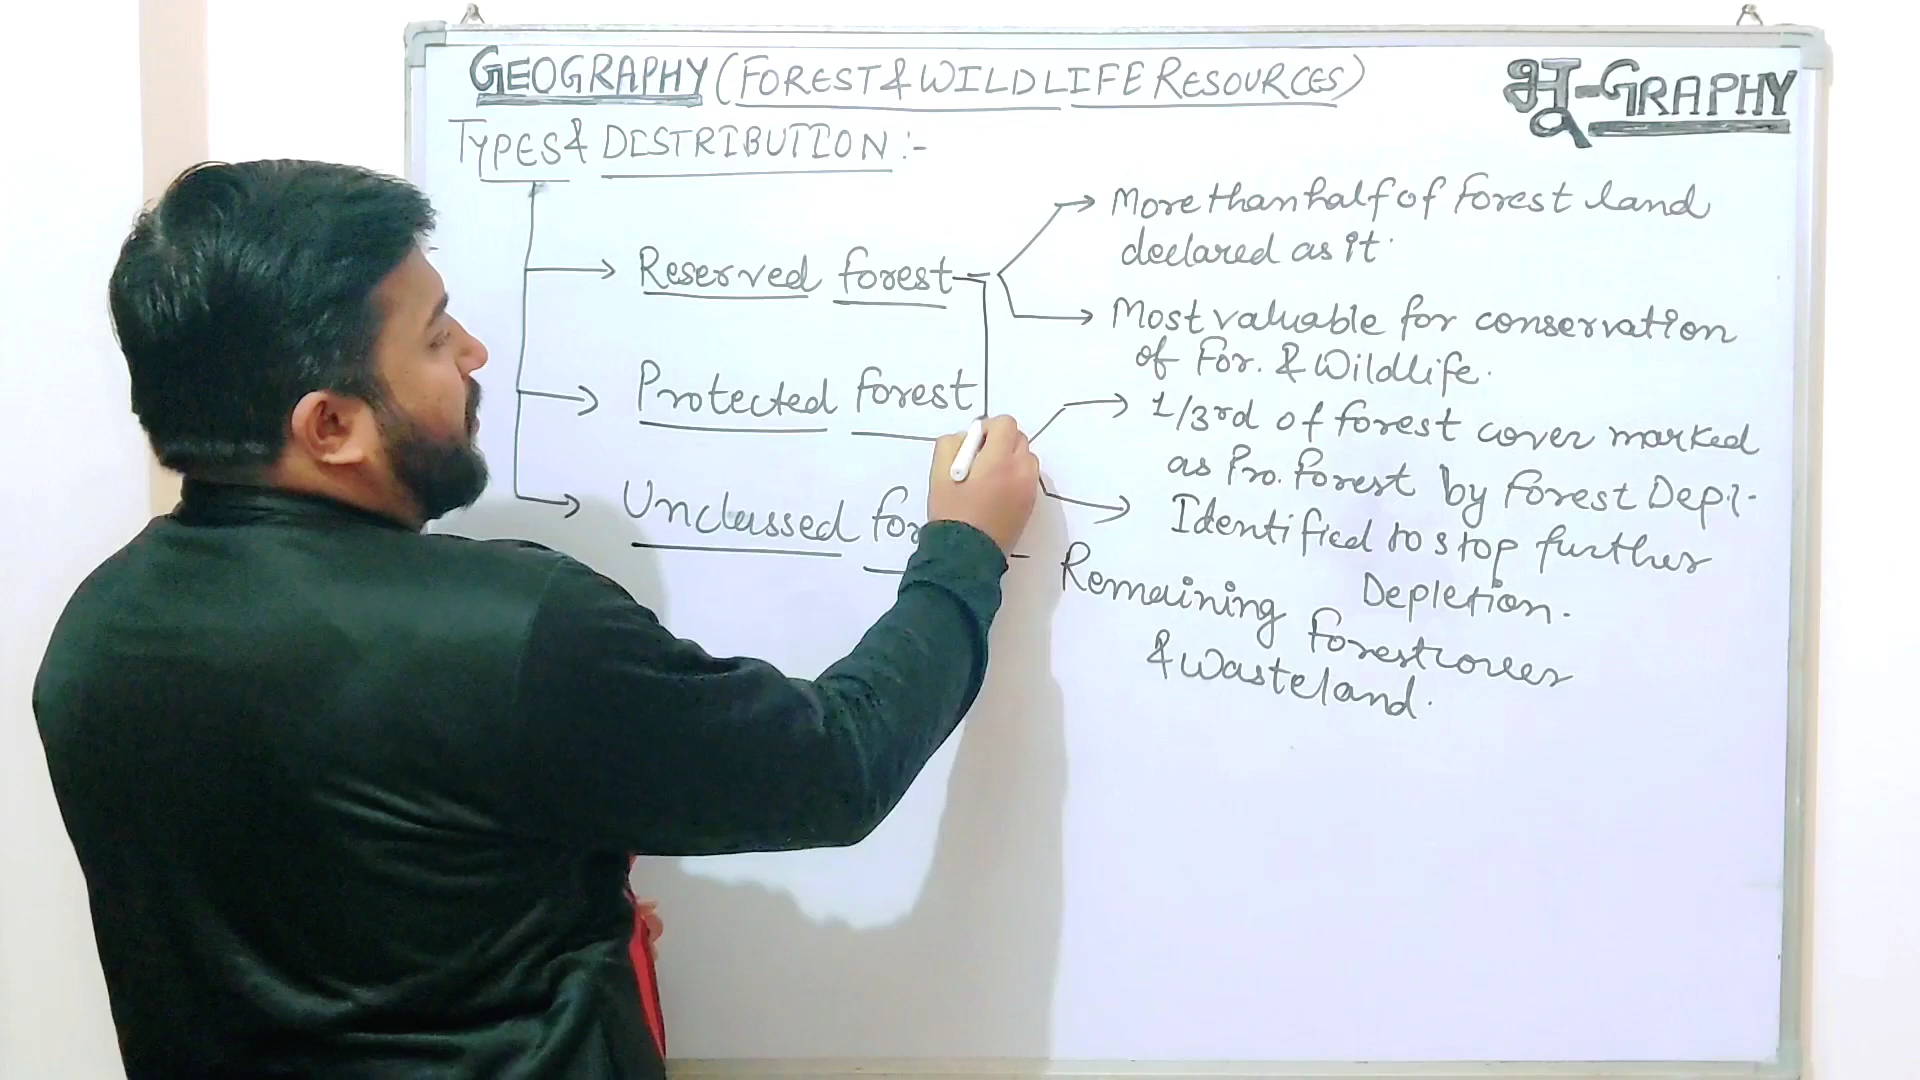 GEOGRAPHY (FOREST & WILDLIFE RESOURCES)
भू-GRAPHY
TYPES & DISTRIBUTION :-
Reserved forest
More than half of forest land
declared as it.
Most valuable for conservation
of For. & Wildlife.
Protected forest
1/3rd of forest cover marked
as Pro. forest by forest Dept.
Identified to stop further
Depletion.
Unclassed for
Remaining forest cover
& wasteland.